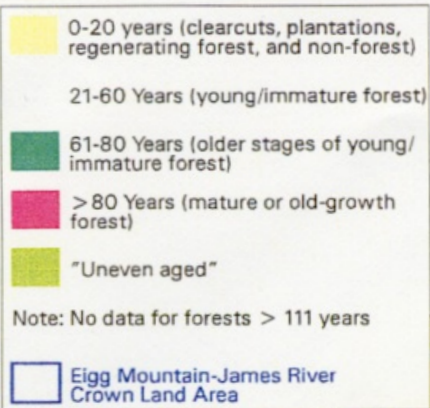 0-20 years (clearcuts, plantations,
regenerating forest, and non-forest)
21-60 Years (young/immature forest)
61-80 Years (older stages of young/
immature forest)
>80 Years (mature or old-growth
forest)
"Uneven aged"
Note: No data for forests > 111 years
Eigg Mountain-James River
Crown Land Area